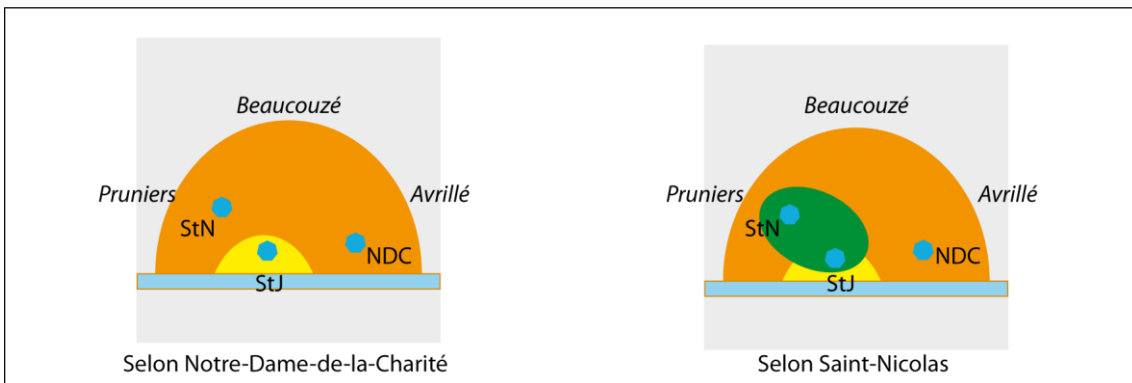 Beaucouzé
Pruniers
Avrillé
StN
NDC
StJ
Selon Notre-Dame-de-la-Charité
Beaucouzé
Pruniers
Avrillé
StN
NDC
StJ
Selon Saint-Nicolas